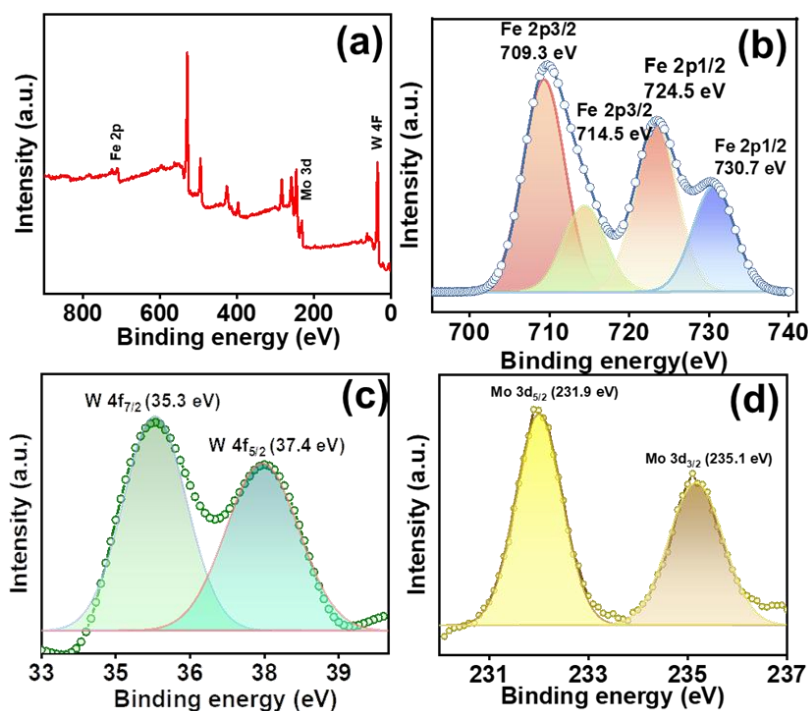 (a)
Fe 2p
Mo 3d
W 4F
Intensity (a.u.)
800 600 400 200 0
Binding energy (eV)
(b)
Fe 2p3/2
709.3 eV
Fe 2p3/2
714.5 eV
Fe 2p1/2
724.5 eV
Fe 2p1/2
730.7 eV
Intensity (a.u.)
700 710 720 730 740
Binding energy(eV)
(c)
W 4f7/2 (35.3 eV)
W 4f5/2 (37.4 eV)
Intensity (a.u.)
33 35 36 38 39
Binding energy (eV)
(d)
Mo 3d5/2 (231.9 eV)
Mo 3d3/2 (235.1 eV)
Intensity (a.u.)
231 233 235 237
Binding energy (eV)